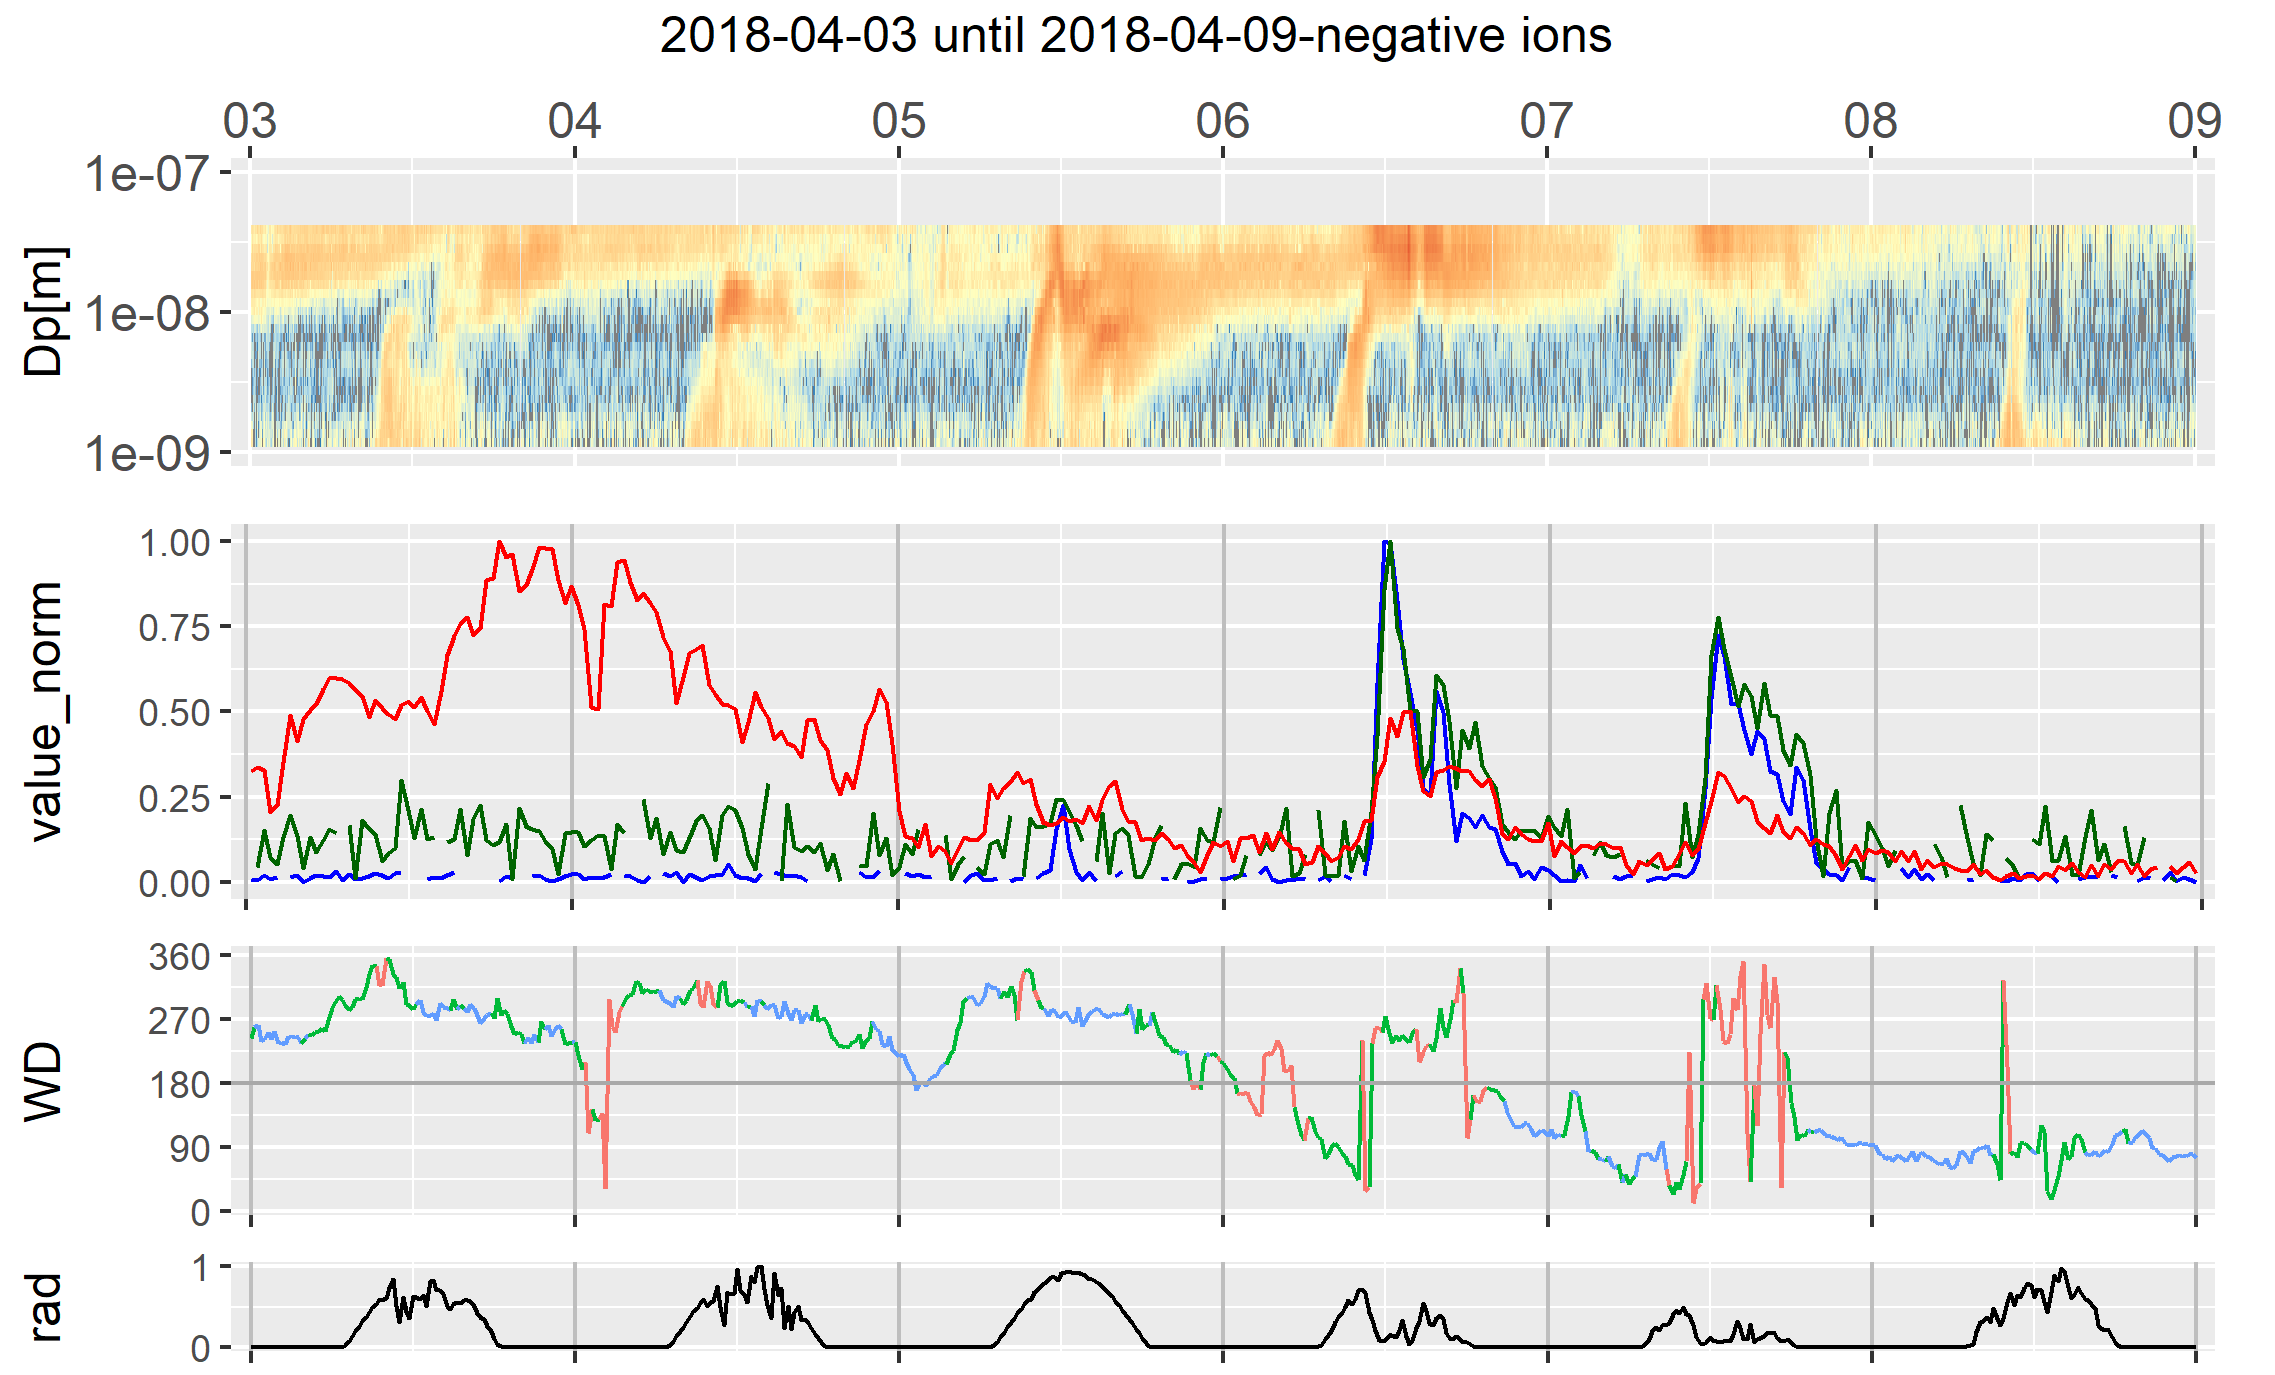 2018-04-03 until 2018-04-09-negative ions
03 04 05 06 07 08 09
1e-07
1e-08
1e-09
Dp[m]
1.00
0.75
0.50
0.25
0.00
value_norm
360
270
180
90
0
WD
1
0
rad